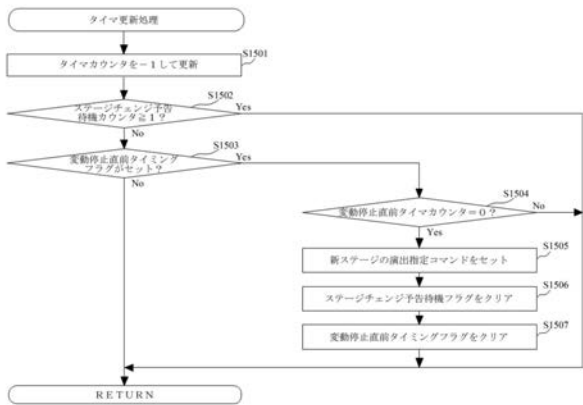 タイマ更新処理
S1501
タイマカウンタを－１して更新
S1502
ステージチェンジ予告
待機カウンタ≧１？
Yes
No
S1503
変動停止直前タイミング
フラグがセット？
Yes
No
S1504
変動停止直前タイマカウンタ＝０？
No
Yes
S1505
新ステージの演出指定コマンドをセット
S1506
ステージチェンジ予告待機フラグをクリア
S1507
変動停止直前タイミングフラグをクリア
ＲＥＴＵＲＮ